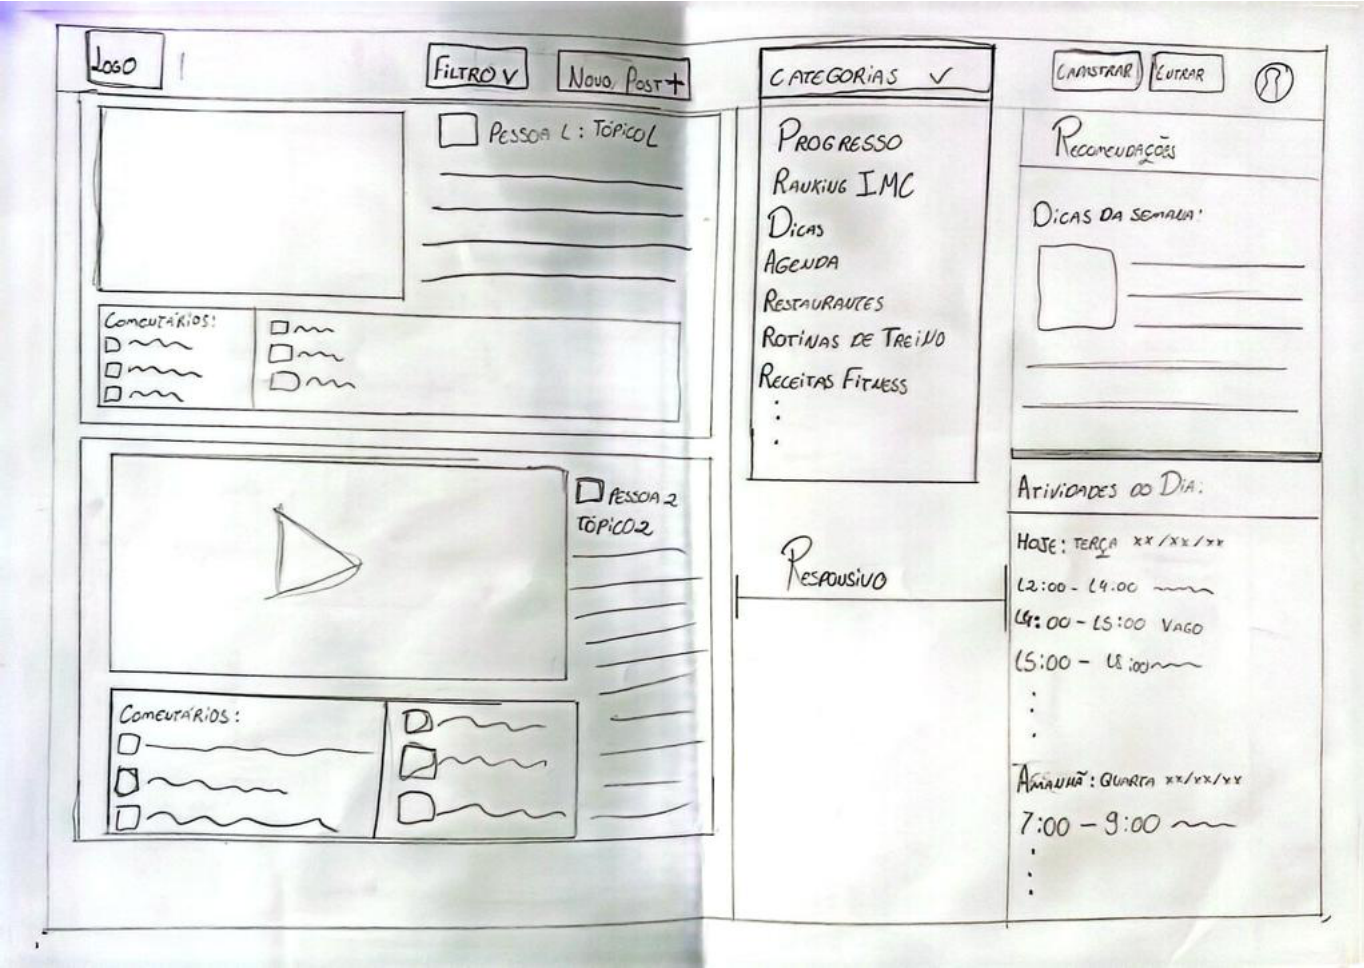 LOGO
FILTRO V
NOVO POST +
CATEGORIAS
CADASTRAR
ENTRAR
PESSOA 1: TÓPICO 1
COMENTÁRIOS:
PESSOA 2
TÓPICO 2
COMENTÁRIOS:
PROGRESSO
RANKING IMC
DICAS
AGENDA
RESTAURANTES
ROTINAS DE TREINO
RECEITAS FITNESS
RESPONSIVO
RECOMENDAÇÕES
DICAS DA SEMANA:
ATIVIDADES DO DIA:
HOJE: TERÇA xx/xx/xx
12:00 - 14:00
14:00 - 15:00 VAGO
15:00 - 18:00
AMANHÃ: QUARTA xx/xx/xx
7:00 - 9:00